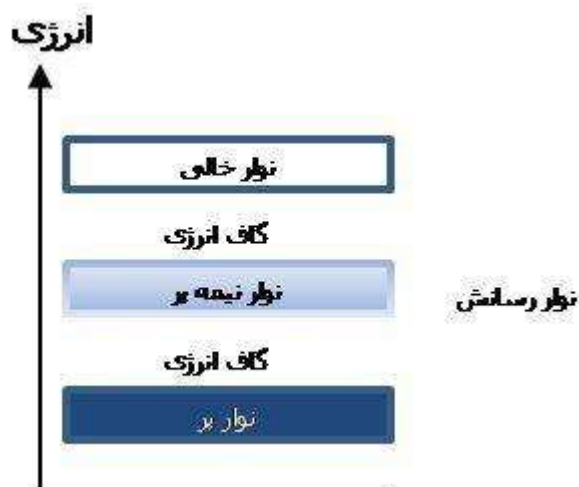 انرژی
نوار خالی
گاف انرژی
نوار نیمه پر
نوار رسانش
گاف انرژی
نوار پر